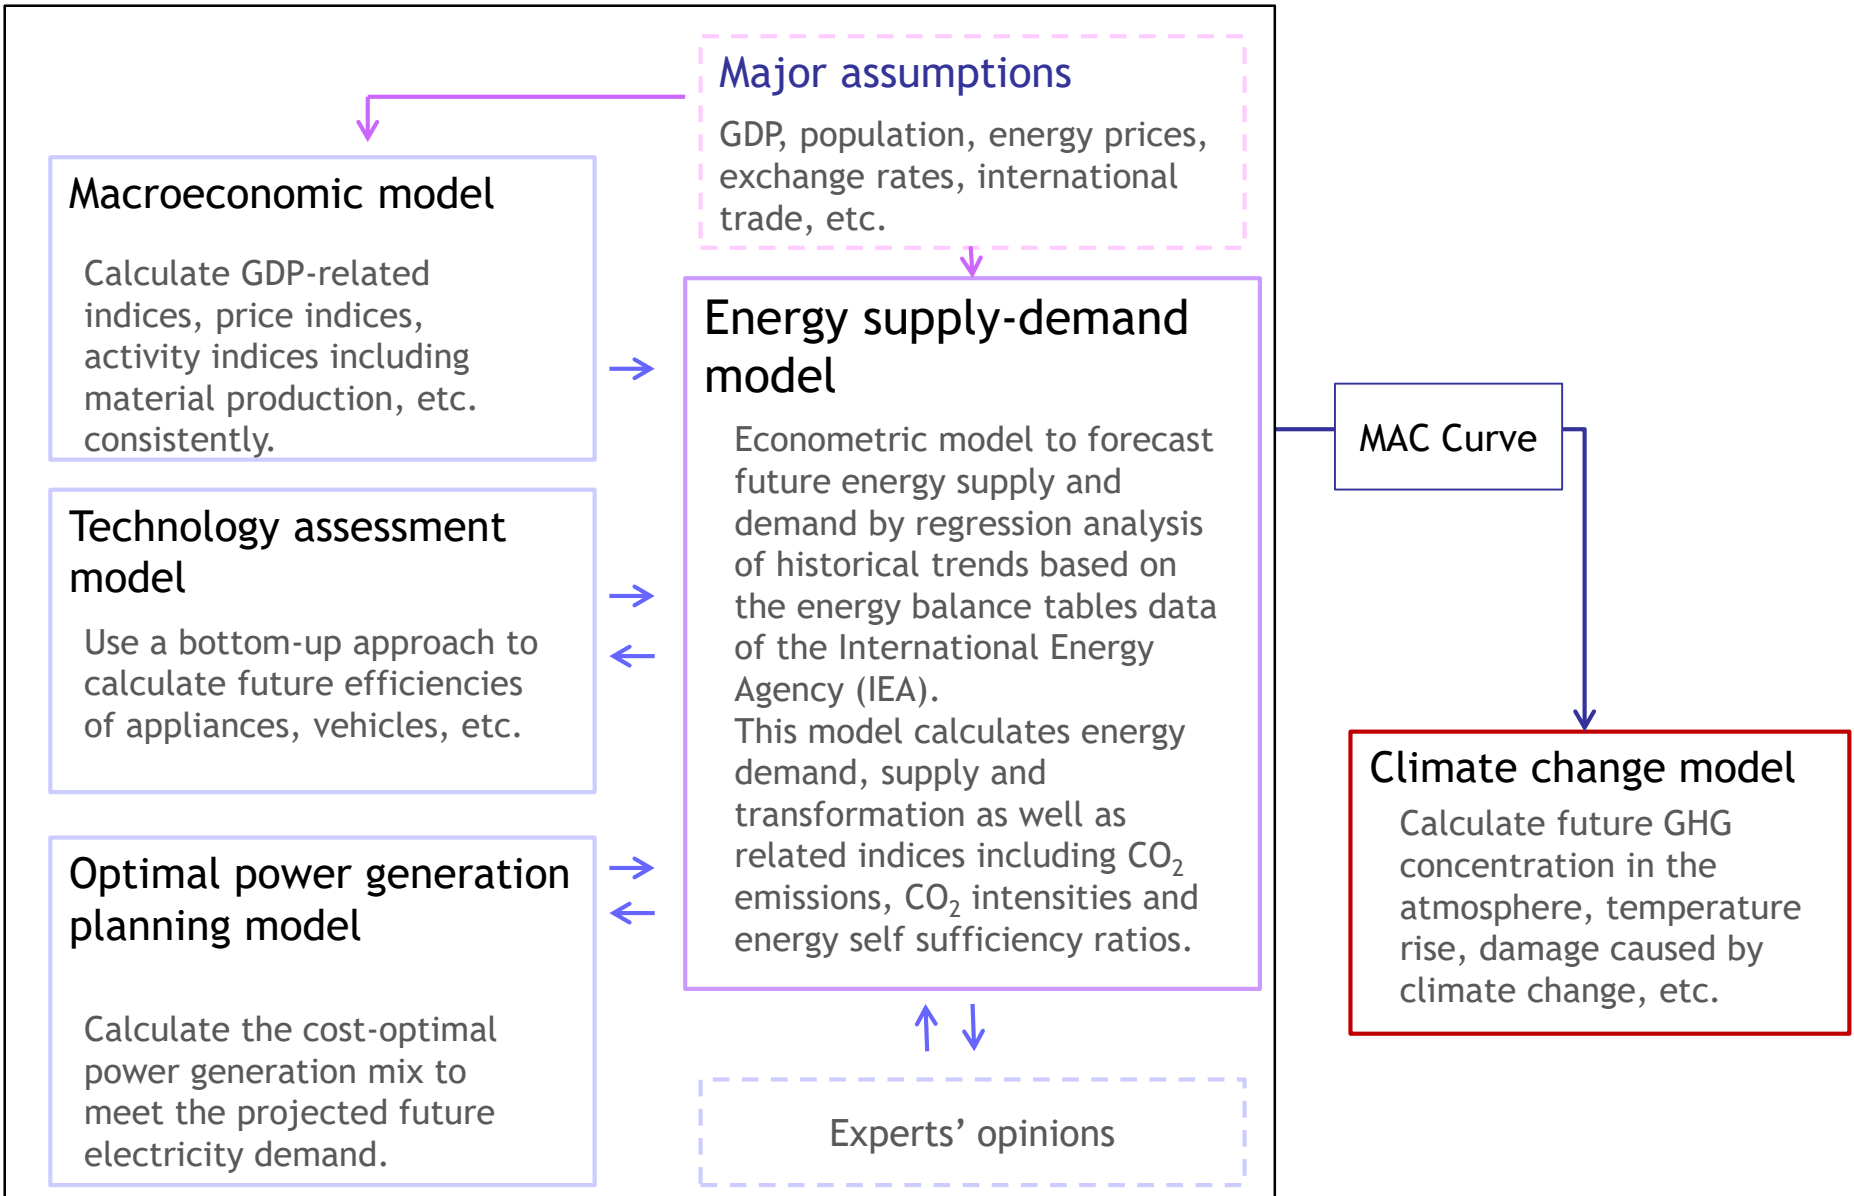 Major assumptions
GDP, population, energy prices,
exchange rates, international
trade, etc.
Macroeconomic model
Calculate GDP-related
indices, price indices,
activity indices including
material production, etc.
consistently.
Technology assessment
model
Use a bottom-up approach to
calculate future efficiencies
of appliances, vehicles, etc.
Optimal power generation
planning model
Calculate the cost-optimal
power generation mix to
meet the projected future
electricity demand.
Energy supply-demand
model
Econometric model to forecast
future energy supply and
demand by regression analysis
of historical trends based on
the energy balance tables data
of the International Energy
Agency (IEA).
This model calculates energy
demand, supply and
transformation as well as
related indices including CO₂
emissions, CO₂ intensities and
energy self sufficiency ratios.
Experts’ opinions
MAC Curve
Climate change model
Calculate future GHG
concentration in the
atmosphere, temperature
rise, damage caused by
climate change, etc.